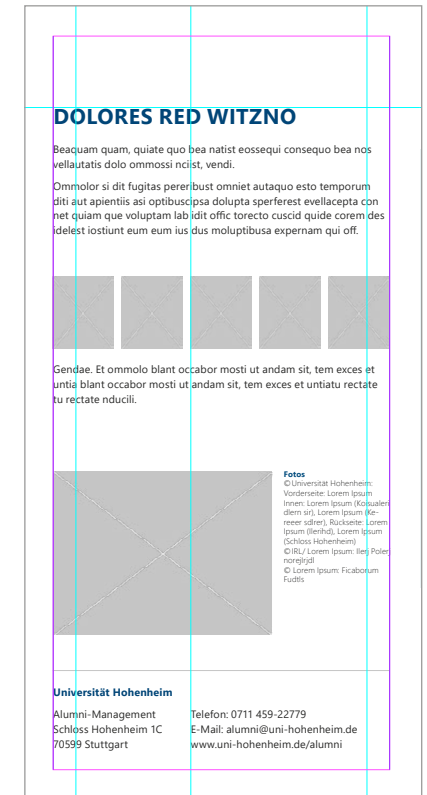 DOLORES RED WITZNO
Beaquam quam, quiate quo bea natist eossequi consequo bea nos
vellautatis dolo ommossi nciist, vendi.
Ommolor si dit fugitas pereribust omniet autaquo esto temporum
diti aut apientiis asi optibuscipsa dolupta sperferest evellacepta con
net quiam que voluptam lab idit offic torecto cuscid quide corem des
idelest iostiunt eum eum ius dus moluptibusa expernam qui off.
Gendae. Et ommolo blant occabor mosti ut andam sit, tem exces et
untia blant occabor mosti ut andam sit, tem exces et untiatu rectate
tu rectate nducili.
Fotos
©Universität Hohenheim:
Vorderseite: Lorem Ipsum
Innen: Lorem Ipsum (Koisualeri
dlern sir), Lorem Ipsum (Ke-
reeer sdlrer), Rückseite: Lorem
Ipsum (Ilerihd), Lorem Ipsum
(Schloss Hohenheim)
©IRL/ Lorem Ipsum: Ilerj Polerj
norejlrjdl
© Lorem Ipsum: Ficaborum
Fudtls
Universität Hohenheim
Alumni-Management
Schloss Hohenheim 1C
70599 Stuttgart
Telefon: 0711 459-22779
E-Mail: alumni@uni-hohenheim.de
www.uni-hohenheim.de/alumni